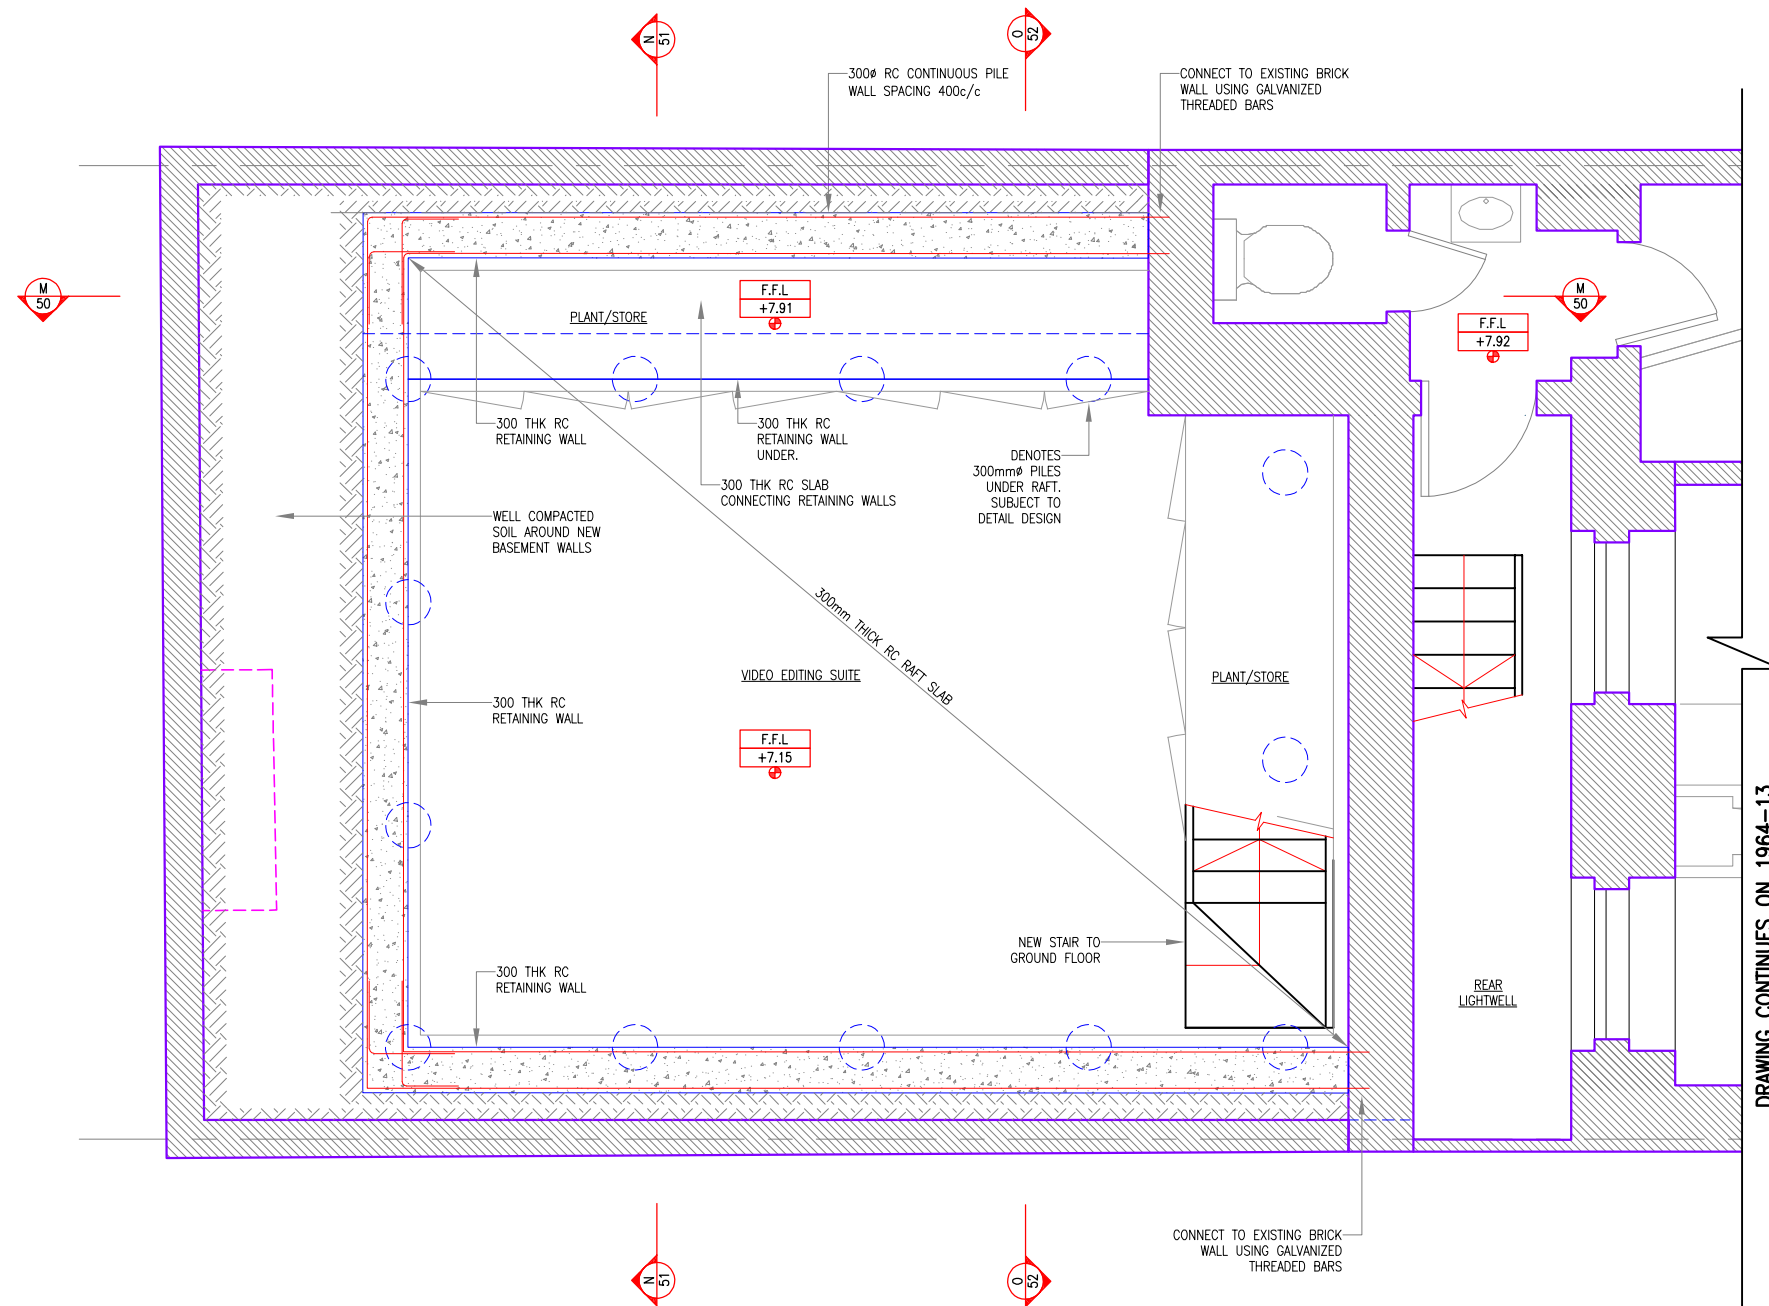 N
51
O
52
300ø RC CONTINUOUS PILE
WALL SPACING 400c/c
CONNECT TO EXISTING BRICK
WALL USING GALVANIZED
THREADED BARS
M
50
F.F.L
+7.91
PLANT/STORE
M
50
F.F.L
+7.92
300 THK RC
RETAINING WALL
300 THK RC
RETAINING WALL
UNDER.
300 THK RC SLAB
CONNECTING RETAINING WALLS
DENOTES
300mmø PILES
UNDER RAFT.
SUBJECT TO
DETAIL DESIGN
WELL COMPACTED
SOIL AROUND NEW
BASEMENT WALLS
300mm THICK RC RAFT SLAB
VIDEO EDITING SUITE
PLANT/STORE
300 THK RC
RETAINING WALL
F.F.L
+7.15
NEW STAIR TO
GROUND FLOOR
300 THK RC
RETAINING WALL
REAR
LIGHTWELL
DRAWING CONTINUES ON 1964-13
CONNECT TO EXISTING BRICK
WALL USING GALVANIZED
THREADED BARS
N
51
O
52